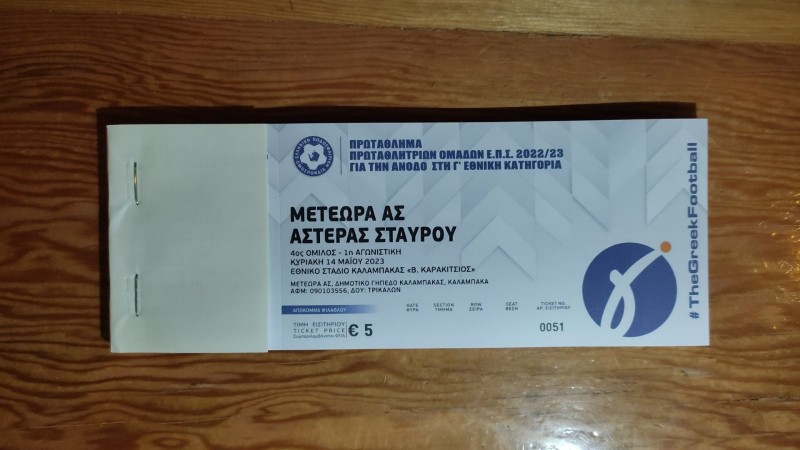 ΠΡΩΤΑΘΛΗΜΑ
ΠΡΩΤΑΘΛΗΤΡΙΩΝ ΟΜΑΔΩΝ Ε.Π.Σ. 2022/23
ΓΙΑ ΤΗΝ ΑΝΟΔΟ ΣΤΗ Γ' ΕΘΝΙΚΗ ΚΑΤΗΓΟΡΙΑ
ΜΕΤΕΩΡΑ ΑΣ
ΑΣΤΕΡΑΣ ΣΤΑΥΡΟΥ
4ος ΟΜΙΛΟΣ - 1η ΑΓΩΝΙΣΤΙΚΗ
ΚΥΡΙΑΚΗ 14 ΜΑΪΟΥ 2023
ΕΘΝΙΚΟ ΣΤΑΔΙΟ ΚΑΛΑΜΠΑΚΑΣ «Β. ΚΑΡΑΚΙΤΣΙΟΣ»
ΜΕΤΕΩΡΑ ΑΣ, ΔΗΜΟΤΙΚΟ ΓΗΠΕΔΟ ΚΑΛΑΜΠΑΚΑΣ, ΚΑΛΑΜΠΑΚΑ
ΑΦΜ: 090103556, ΔΟΥ: ΤΡΙΚΑΛΩΝ
ΑΠΟΚΟΜΜΑ ΦΙΛΑΘΛΟΥ
GATE SECTION ROW SEAT TICKET NO.
ΘΥΡΑ ΤΜΗΜΑ ΣΕΙΡΑ ΘΕΣΗ ΑΡ. ΕΙΣΙΤΗΡΙΟΥ
ΤΙΜΗ ΕΙΣΙΤΗΡΙΟΥ
TICKET PRICE
€ 5
0051
#TheGreekFootball